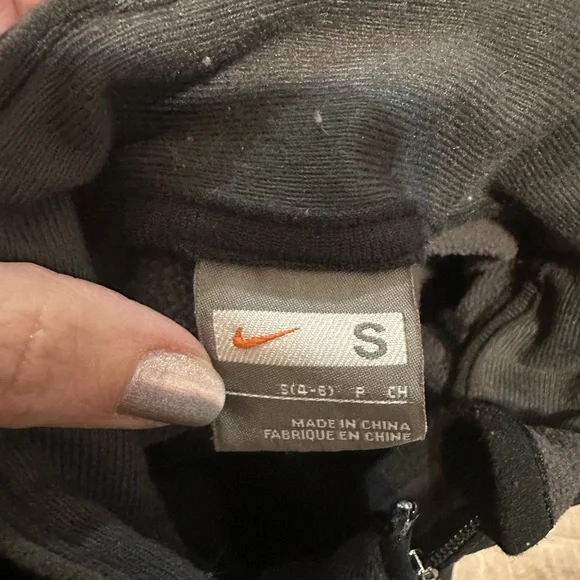 S
S(4-6) P CH
MADE IN CHINA
FABRIQUE EN CHINE